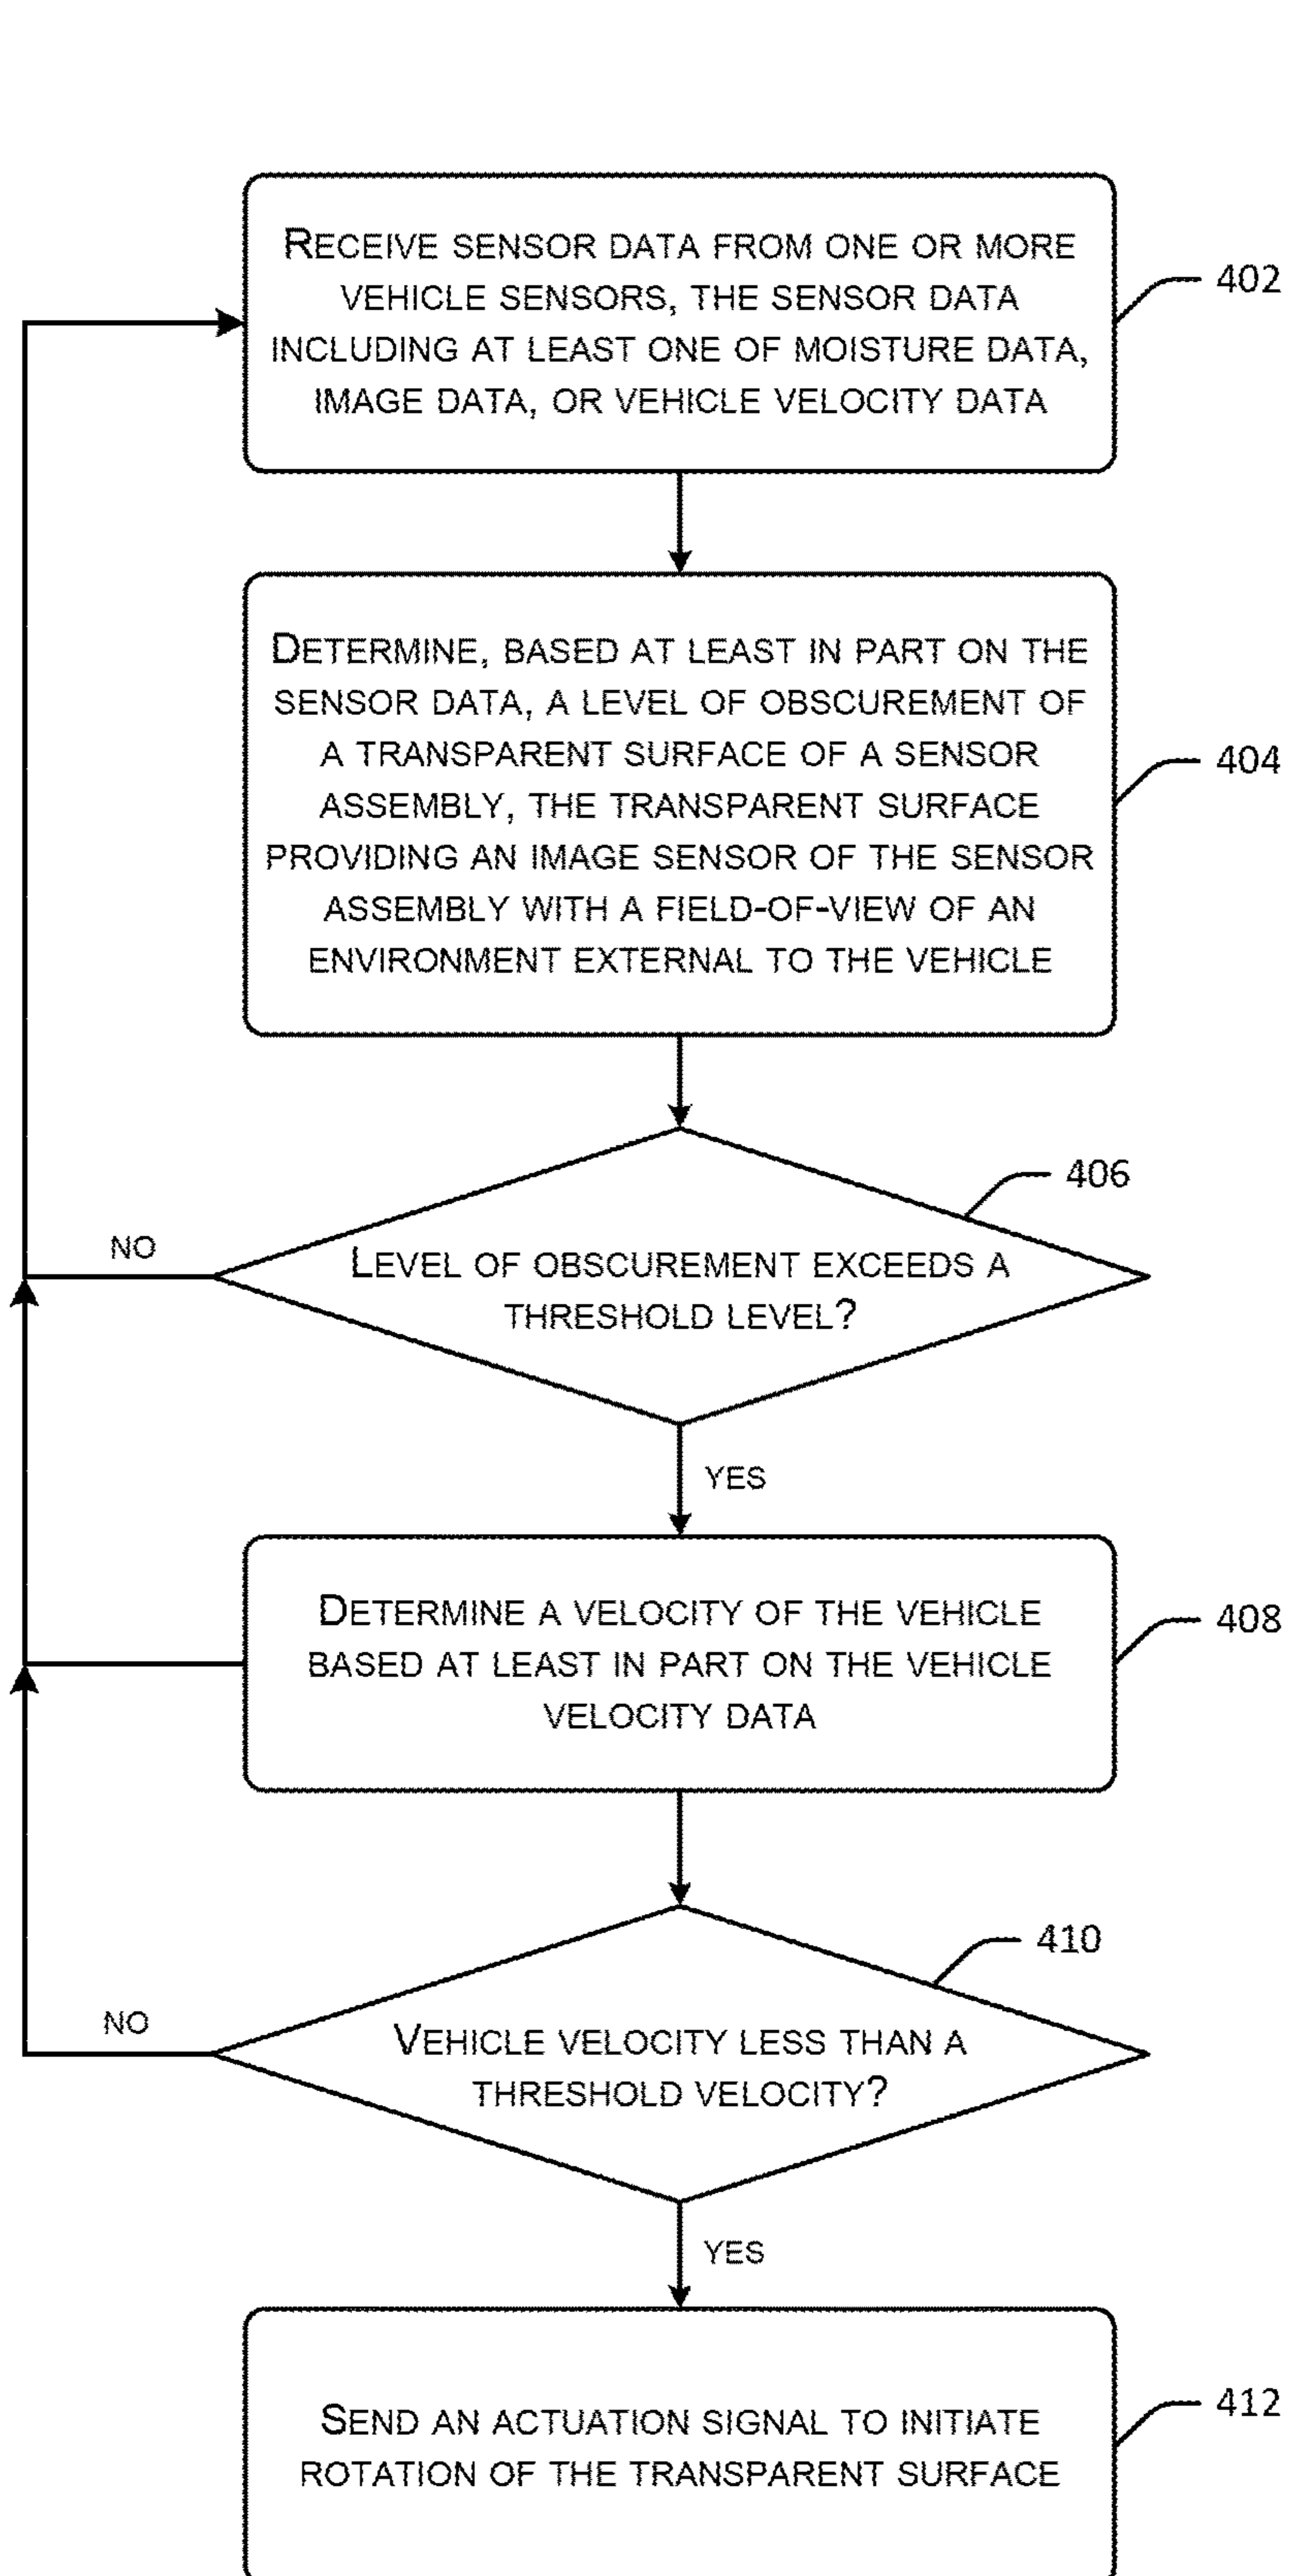 RECEIVE SENSOR DATA FROM ONE OR MORE
VEHICLE SENSORS, THE SENSOR DATA
INCLUDING AT LEAST ONE OF MOISTURE DATA,
IMAGE DATA, OR VEHICLE VELOCITY DATA
402
DETERMINE, BASED AT LEAST IN PART ON THE
SENSOR DATA, A LEVEL OF OBSCUREMENT OF
A TRANSPARENT SURFACE OF A SENSOR
ASSEMBLY, THE TRANSPARENT SURFACE
PROVIDING AN IMAGE SENSOR OF THE SENSOR
ASSEMBLY WITH A FIELD-OF-VIEW OF AN
ENVIRONMENT EXTERNAL TO THE VEHICLE
404
406
NO
LEVEL OF OBSCUREMENT EXCEEDS A
THRESHOLD LEVEL?
YES
DETERMINE A VELOCITY OF THE VEHICLE
BASED AT LEAST IN PART ON THE VEHICLE
VELOCITY DATA
408
410
NO
VEHICLE VELOCITY LESS THAN A
THRESHOLD VELOCITY?
YES
SEND AN ACTUATION SIGNAL TO INITIATE
ROTATION OF THE TRANSPARENT SURFACE
412